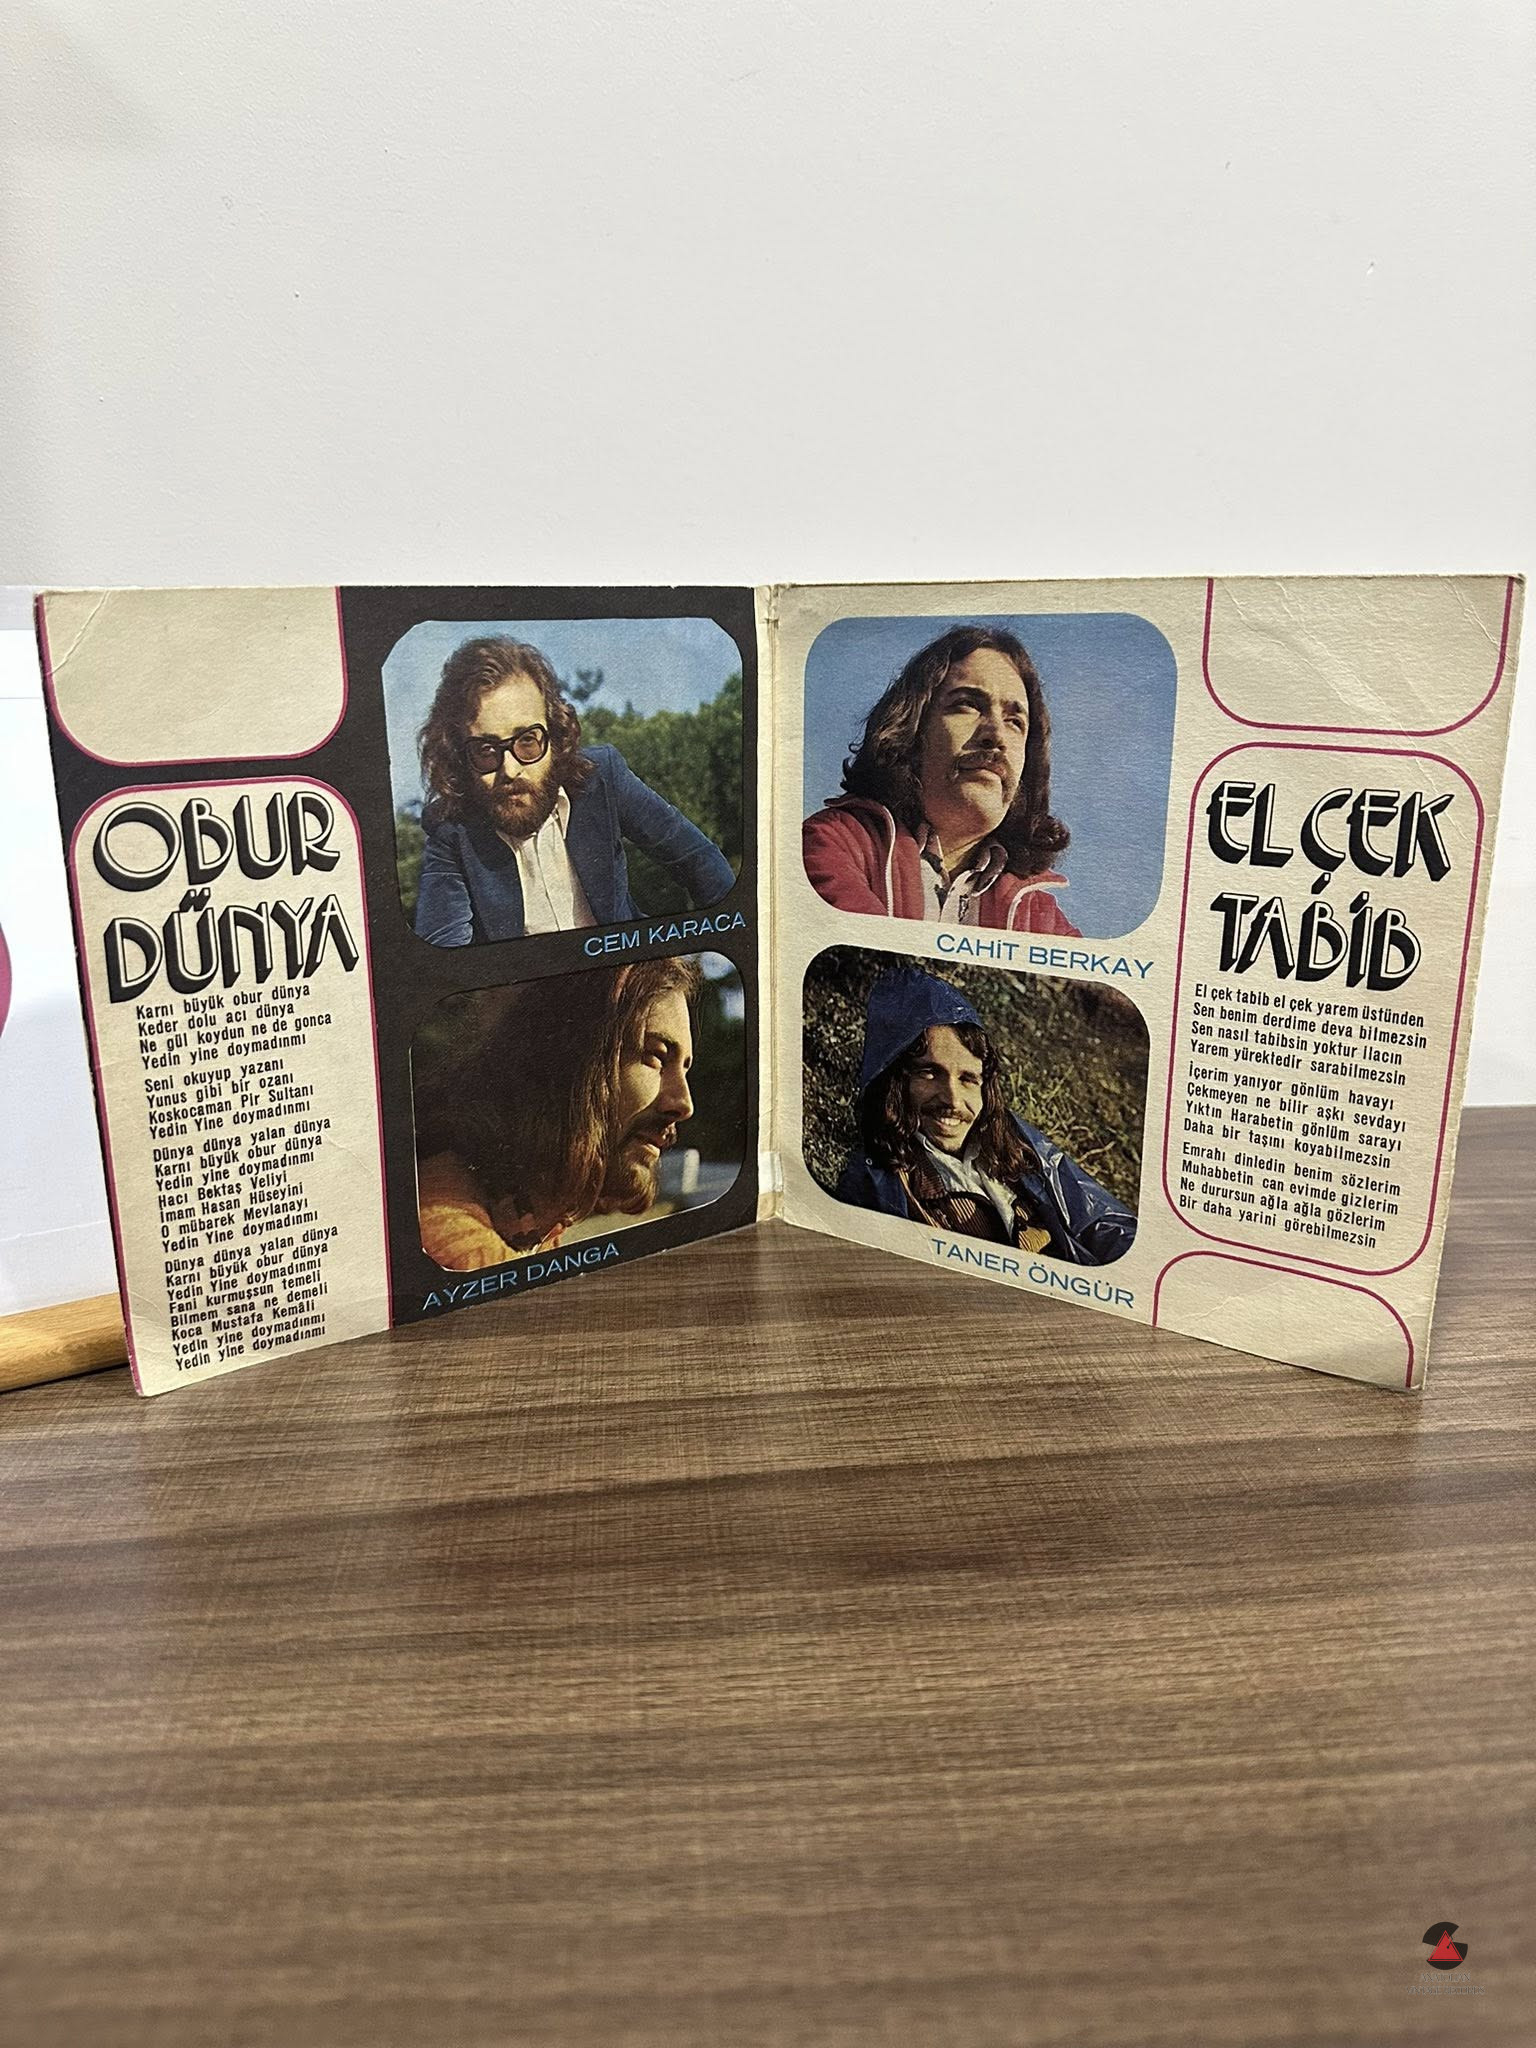 OBUR
DÜNYA
Karnı büyük obur dünya
Keder dolu acı dünya
Ne gül koydun ne de gonca
Yedin yine doymadınmı
Seni okuyup yazanı
Yunus gibi bir ozanı
Koskocaman Pir Sultanı
Yedin Yine doymadınmı
Dünya dünya yalan dünya
Karnı büyük obur dünya
Yedin yine doymadınmı
Hacı Bektaş Veliyi
İmam Hasan Hüseyini
O mübarek Mevlanayı
Yedin Yine doymadınmı
Dünya dünya yalan dünya
Karnı büyük obur dünya
Yedin Yine doymadınmı
Fani kurmuşsun temeli
Bilmem sana ne demeli
Koca Mustafa Kemâli
Yedin yine doymadınmı
Yedin yine doymadınmı
CEM KARACA
AYZER DANGA
CAHİT BERKAY
TANER ÖNGÜR
EL ÇEK
TABİB
El çek tabib el çek yarem üstünden
Sen benim derdime deva bilmezsin
Sen nasıl tabibsin yoktur ilacın
Yarem yürektedir sarabilmezsin
İçerim yanıyor gönlüm havayı
Çekmeyen ne bilir aşkı sevdayı
Yıktın Harabetin gönlüm sarayı
Daha bir taşını koyabilmezsin
Emrahı dinledin benim sözlerim
Muhabbetin can evimde gizlerim
Ne durursun ağla ağla gözlerim
Bir daha yarini görebilmezsin